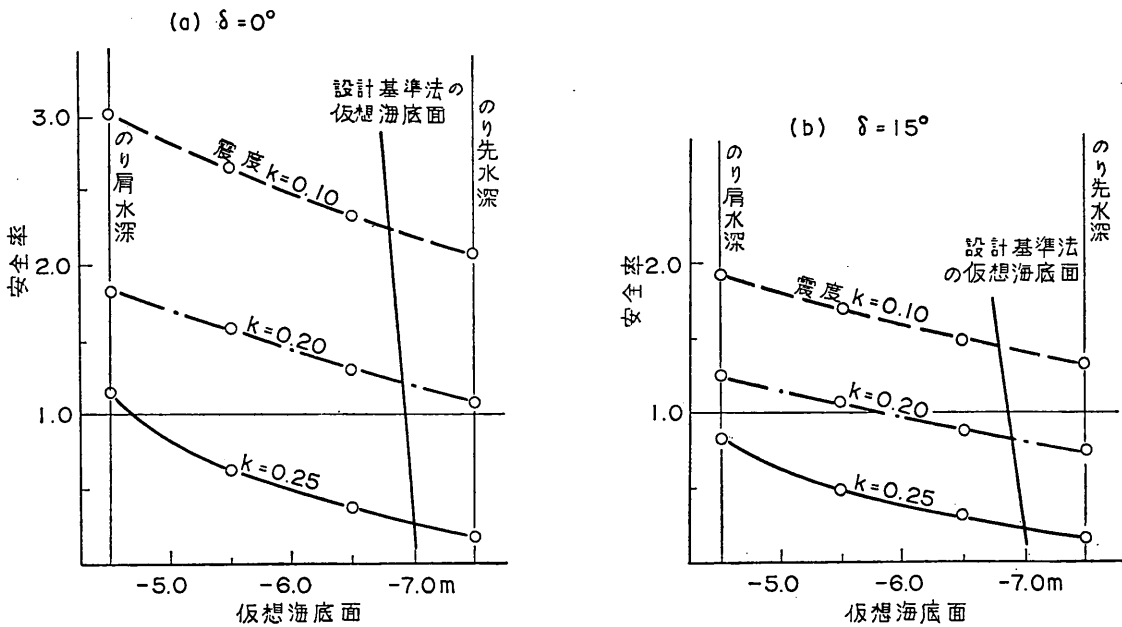 (a) δ=0°
設計基準法の
仮想海底面
のり先水深
のり肩水深
震度 k=0.10
k=0.20
k=0.25
3.0
2.0
1.0
安全率
-5.0
-6.0
-7.0m
仮想海底面
(b) δ=15°
のり先水深
のり肩水深
設計基準法
の仮想海底面
震度 k=0.10
k=0.20
k=0.25
2.0
1.0
安全率
-5.0
-6.0
-7.0m
仮想海底面